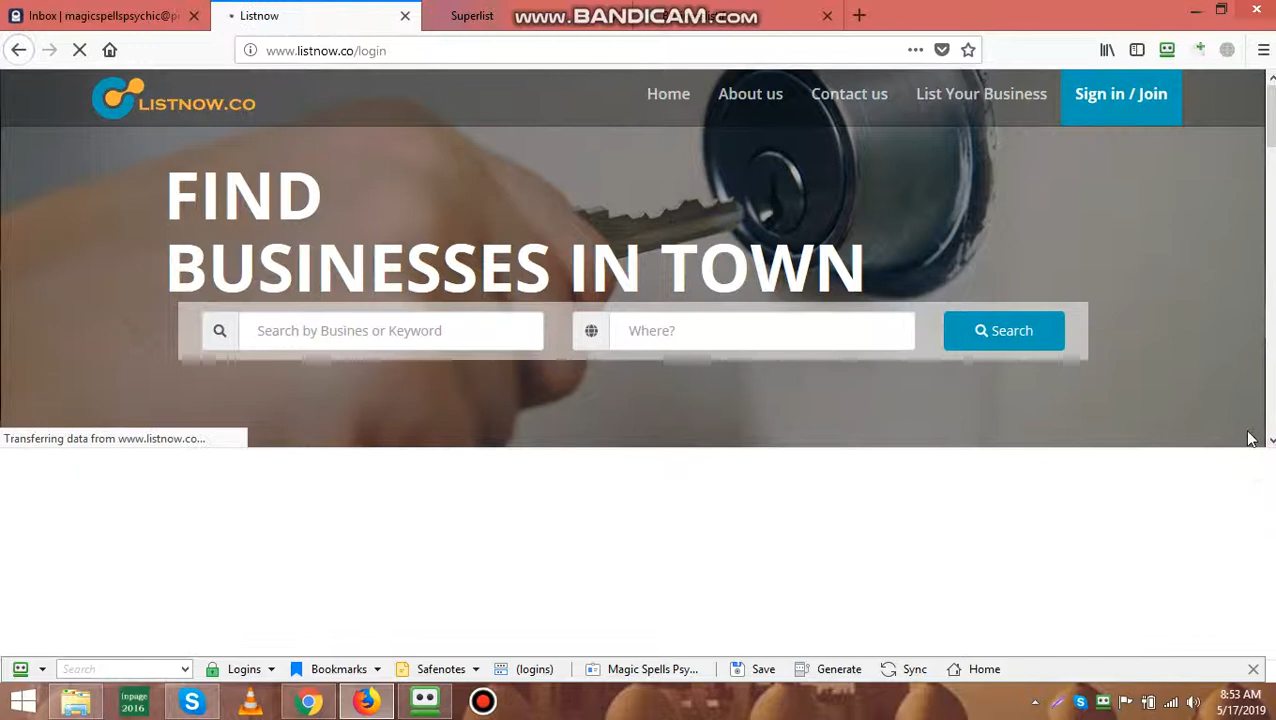 Inbox | magicspellspsychic@p
Listnow
Superlist
www.BANDICAM.com
www.listnow.co/login
LISTNOW.CO
Home
About us
Contact us
List Your Business
Sign in / Join
FIND
BUSINESSES IN TOWN
Search by Busines or Keyword
Where?
Search
Transferring data from www.listnow.co...
Search
Logins
Bookmarks
Safenotes
(logins)
Magic Spells Psy...
Save
Generate
Sync
Home
Inpage
2016
8:53 AM
5/17/2019